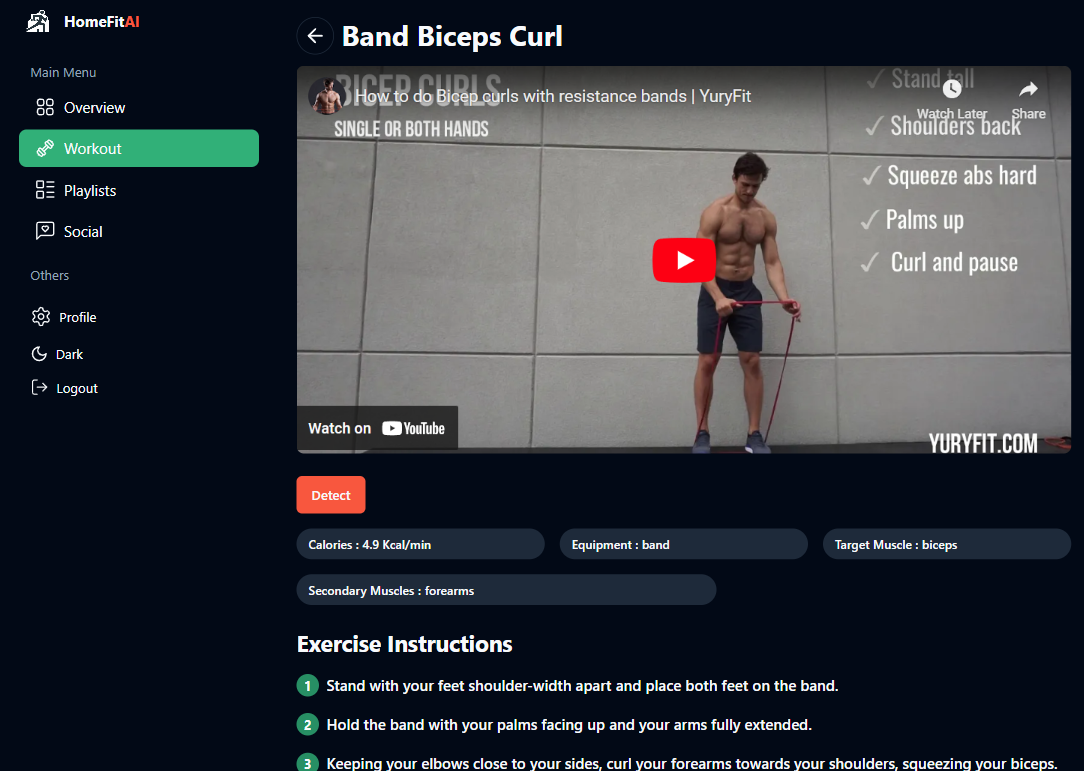 HomeFitAI
Main Menu
Overview
Workout
Playlists
Social
Others
Profile
Dark
Logout
Band Biceps Curl
BICEP CURLS
How to do Bicep curls with resistance bands | YuryFit
SINGLE OR BOTH HANDS
Watch Later
Share
✓ Stand tall
✓ Shoulders back
✓ Squeeze abs hard
✓ Palms up
✓ Curl and pause
Watch on YouTube
YURYFIT.COM
Detect
Calories : 4.9 Kcal/min
Equipment : band
Target Muscle : biceps
Secondary Muscles : forearms
Exercise Instructions
1 Stand with your feet shoulder-width apart and place both feet on the band.
2 Hold the band with your palms facing up and your arms fully extended.
3 Keeping your elbows close to your sides, curl your forearms towards your shoulders, squeezing your biceps.